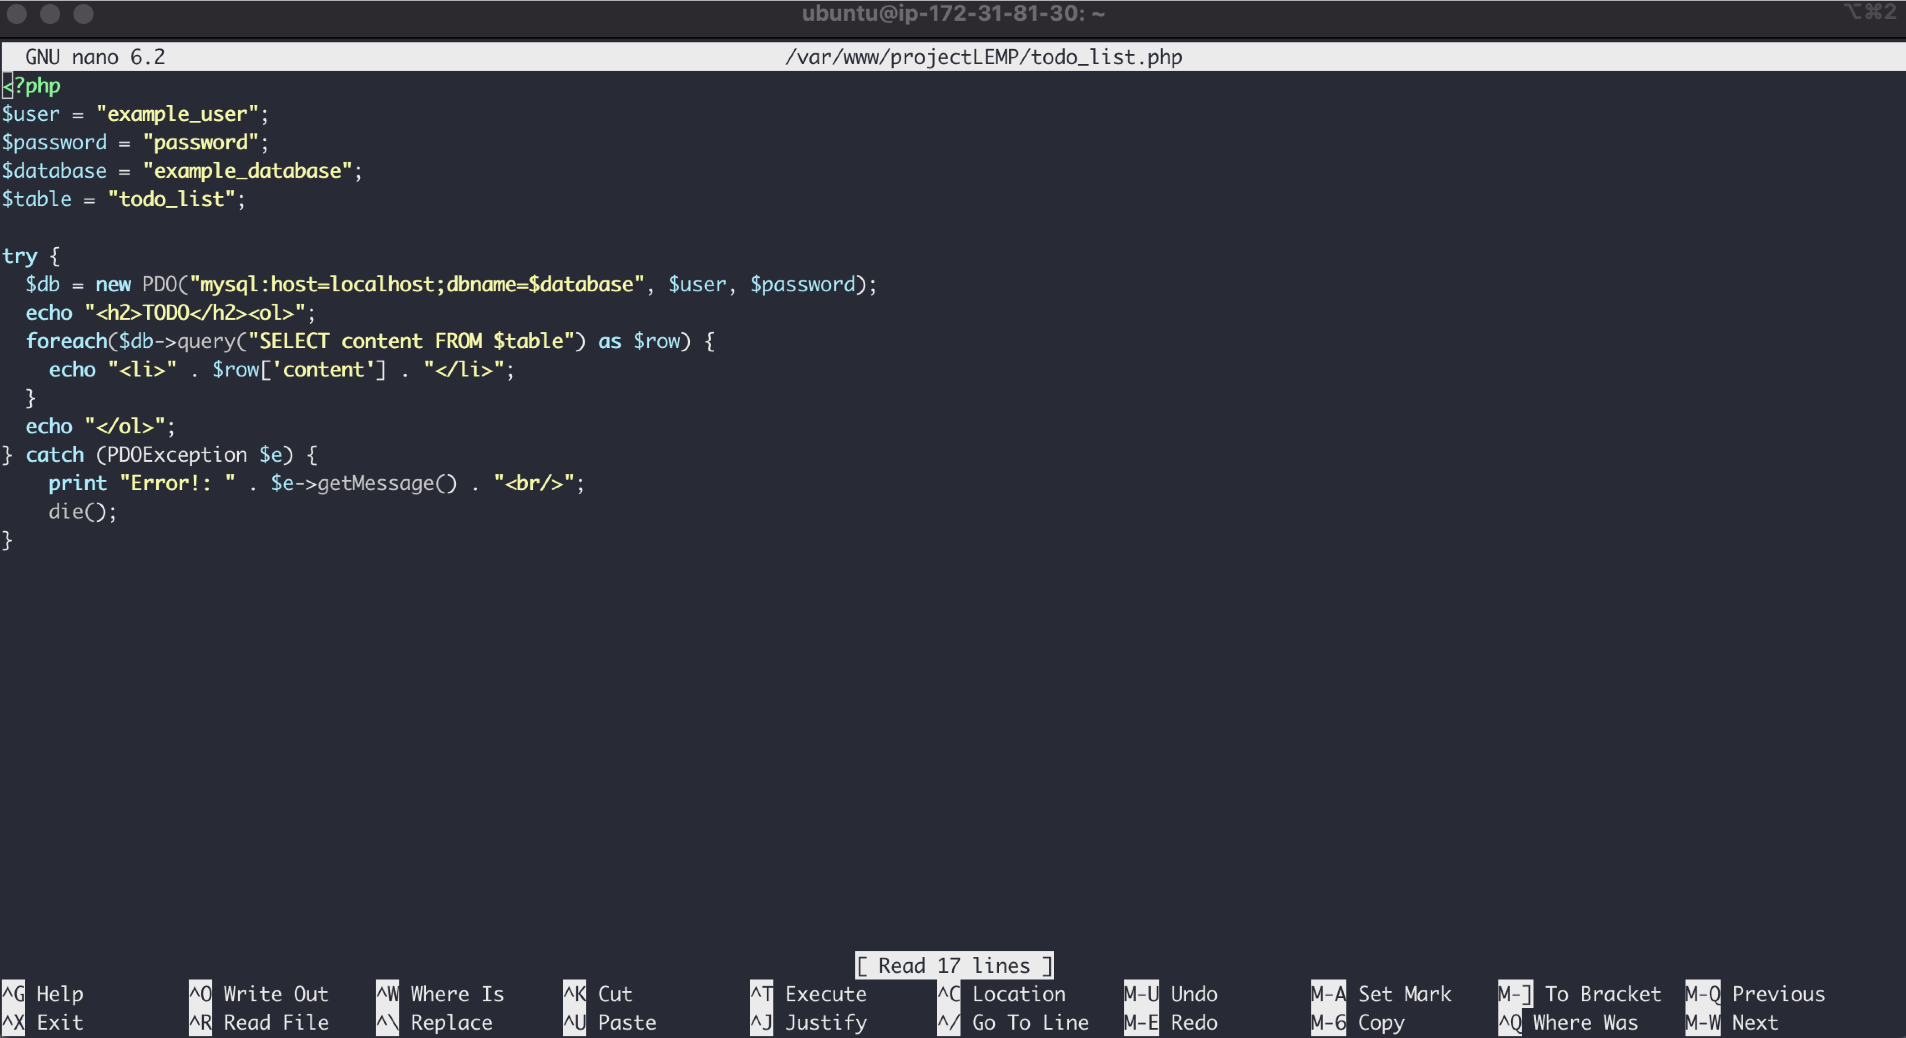 ubuntu@ip-172-31-81-30: ~ ⌥⌘2
GNU nano 6.2 /var/www/projectLEMP/todo_list.php
<?php
$user = "example_user";
$password = "password";
$database = "example_database";
$table = "todo_list";

try {
  $db = new PDO("mysql:host=localhost;dbname=$database", $user, $password);
  echo "<h2>TODO</h2><ol>";
  foreach($db->query("SELECT content FROM $table") as $row) {
    echo "<li>" . $row['content'] . "</li>";
  }
  echo "</ol>";
} catch (PDOException $e) {
    print "Error!: " . $e->getMessage() . "<br/>";
    die();
}
[ Read 17 lines ]
^G Help ^O Write Out ^W Where Is ^K Cut ^T Execute ^C Location M-U Undo M-A Set Mark M-] To Bracket M-Q Previous
^X Exit ^R Read File ^\ Replace ^U Paste ^J Justify ^/ Go To Line M-E Redo M-6 Copy ^Q Where Was M-W Next